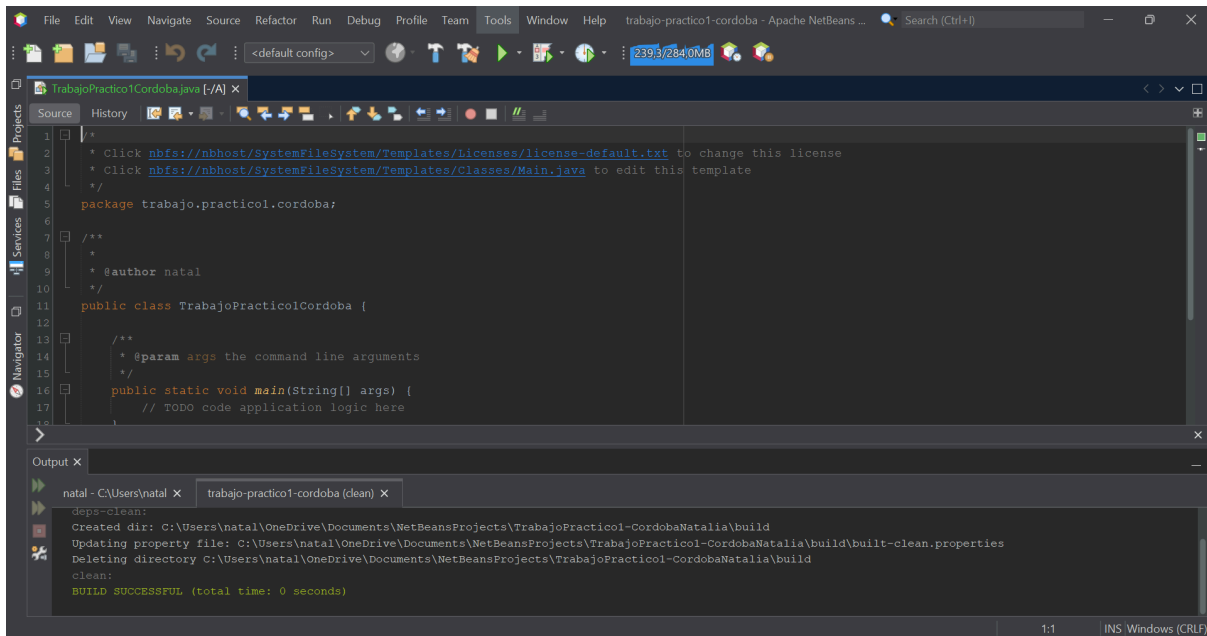 File Edit View Navigate Source Refactor Run Debug Profile Team Tools Window Help trabajo-practico1-cordoba - Apache NetBeans ... Search (Ctrl+I)
<default config> 239,3/284,0MB
TrabajoPractico1Cordoba.java [-/A]
Source History
Projects
Files
Services
Navigator
1 /*
2 * Click nbfs://nbhost/SystemFileSystem/Templates/Licenses/license-default.txt to change this license
3 * Click nbfs://nbhost/SystemFileSystem/Templates/Classes/Main.java to edit this template
4 */
5 package trabajo.practico1.cordoba;
6
7 /**
8 *
9 * @author natal
10 */
11 public class TrabajoPractico1Cordoba {
12
13 /**
14 * @param args the command line arguments
15 */
16 public static void main(String[] args) {
17 // TODO code application logic here
18 }
Output
natal - C:\Users\natal trabajo-practico1-cordoba (clean)
deps-clean:
Created dir: C:\Users\natal\OneDrive\Documents\NetBeansProjects\TrabajoPractico1-CordobaNatalia\build
Updating property file: C:\Users\natal\OneDrive\Documents\NetBeansProjects\TrabajoPractico1-CordobaNatalia\build\built-clean.properties
Deleting directory C:\Users\natal\OneDrive\Documents\NetBeansProjects\TrabajoPractico1-CordobaNatalia\build
clean:
BUILD SUCCESSFUL (total time: 0 seconds)
1:1 INS Windows (CRLF)